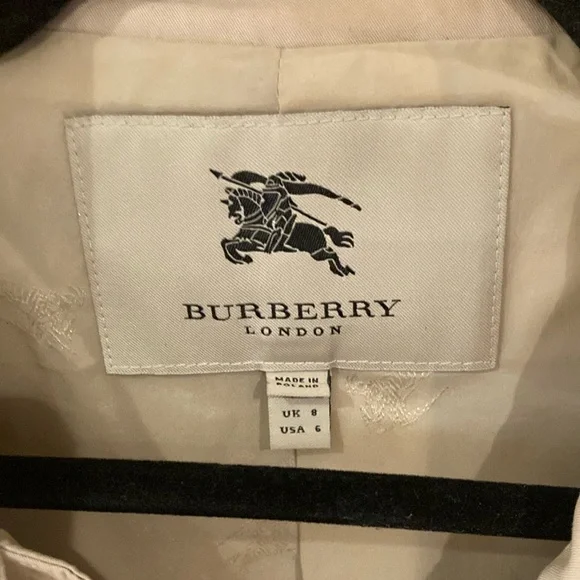 BURBERRY
LONDON
MADE IN
POLAND
UK 8
USA 6